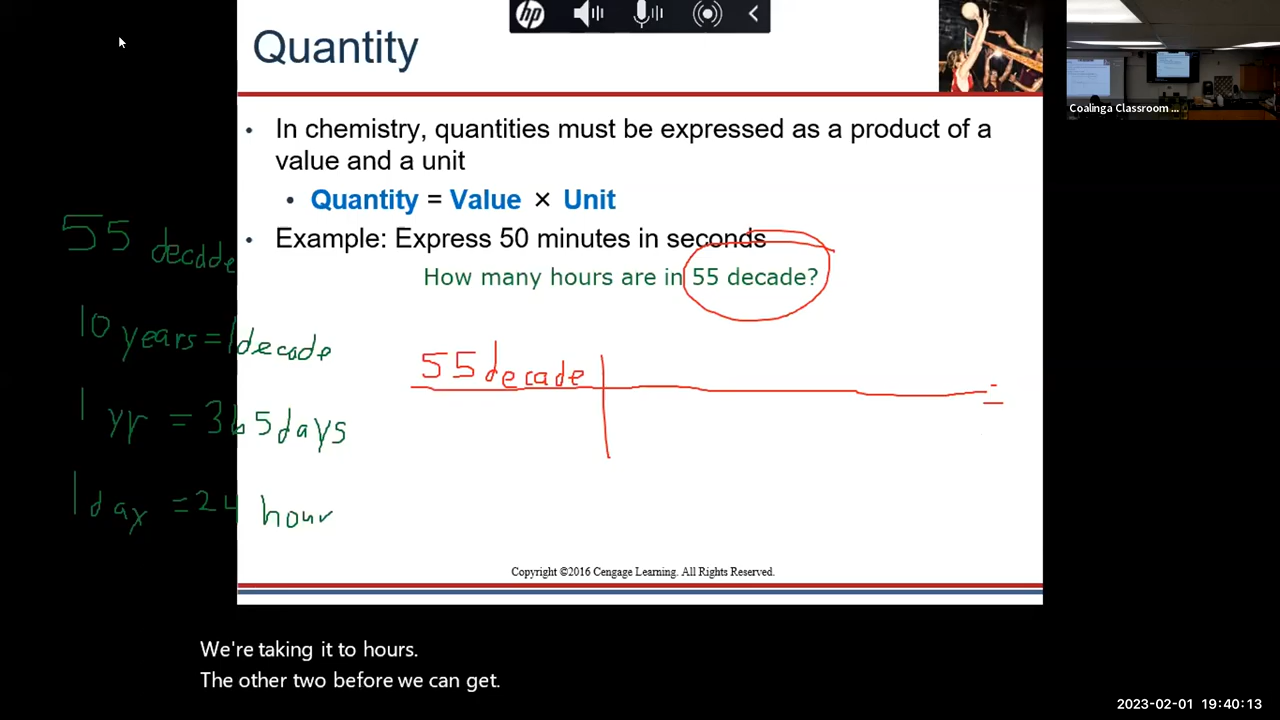 hp
Quantity
Coalinga Classroom ...
• In chemistry, quantities must be expressed as a product of a
value and a unit
• Quantity = Value × Unit
• Example: Express 50 minutes in seconds
How many hours are in 55 decade?
55 decade
10 years = 1 decade
1 yr = 365 days
1 day = 24 hour
55 decade =
Copyright ©2016 Cengage Learning. All Rights Reserved.
We're taking it to hours.
The other two before we can get.
2023-02-01 19:40:13